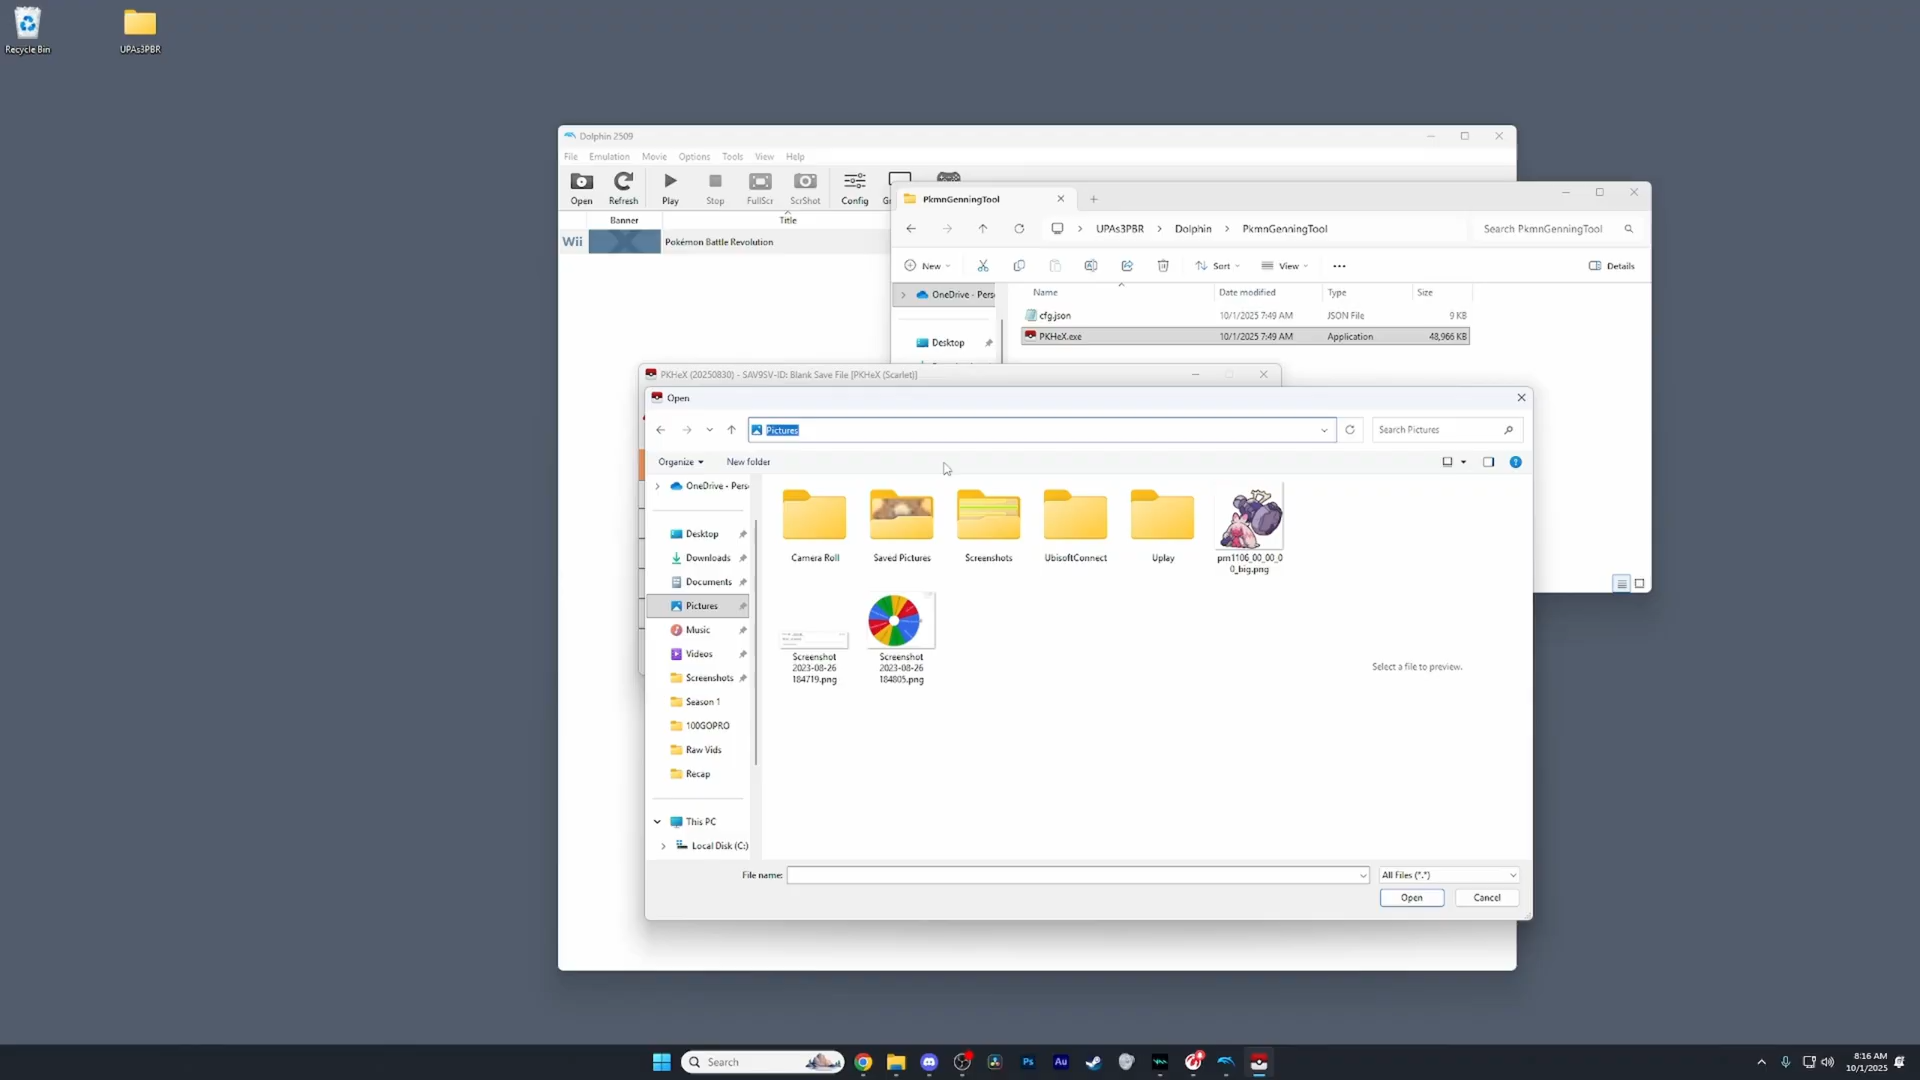 Recycle Bin
UPAs3PBR
Dolphin 2509
File Emulation Movie Options Tools View Help
Open Refresh Play Stop FullScr ScrShot Config
Banner Title
Wii Pokémon Battle Revolution
PkmnGenningTool
UPAs3PBR > Dolphin > PkmnGenningTool
Search PkmnGenningTool
New Sort View Details
OneDrive - Pers
Desktop
Name Date modified Type Size
cfg.json 10/1/2025 7:49 AM JSON File 9 KB
PKHeX.exe 10/1/2025 7:49 AM Application 48,966 KB
PKHeX (20250830) - SAV9SV-ID: Blank Save File [PKHeX (Scarlet)]
Open
Pictures
Search Pictures
Organize New folder
OneDrive - Pers
Desktop
Downloads
Documents
Pictures
Music
Videos
Screenshots
Season 1
100GOPRO
Raw Vids
Recap
This PC
Local Disk (C:)
Camera Roll
Saved Pictures
Screenshots
UbisoftConnect
Uplay
pm1106_00_00_0
0_big.png
Screenshot
2023-08-26
184719.png
Screenshot
2023-08-26
184805.png
Select a file to preview.
File name:
All Files (*.*)
Open Cancel
Search
Ps
Au
8:16 AM
10/1/2025